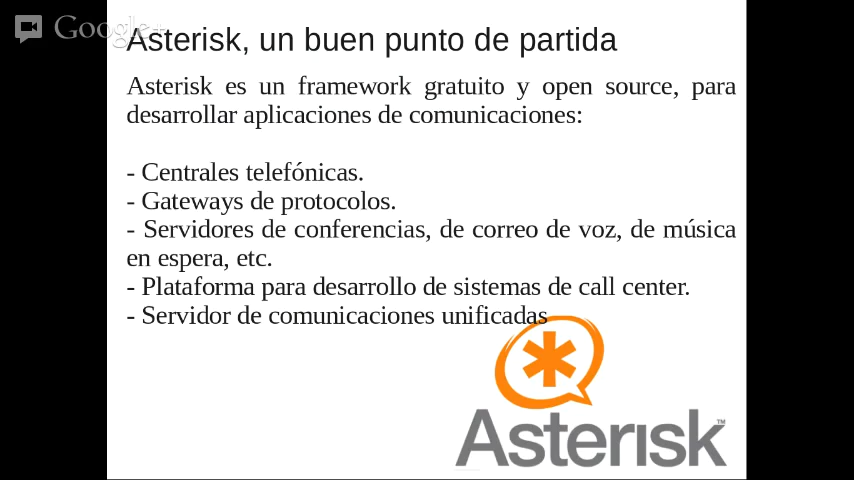 Google+
Asterisk, un buen punto de partida
Asterisk es un framework gratuito y open source, para
desarrollar aplicaciones de comunicaciones:
- Centrales telefónicas.
- Gateways de protocolos.
- Servidores de conferencias, de correo de voz, de música
en espera, etc.
- Plataforma para desarrollo de sistemas de call center.
- Servidor de comunicaciones unificadas
Asterisk™